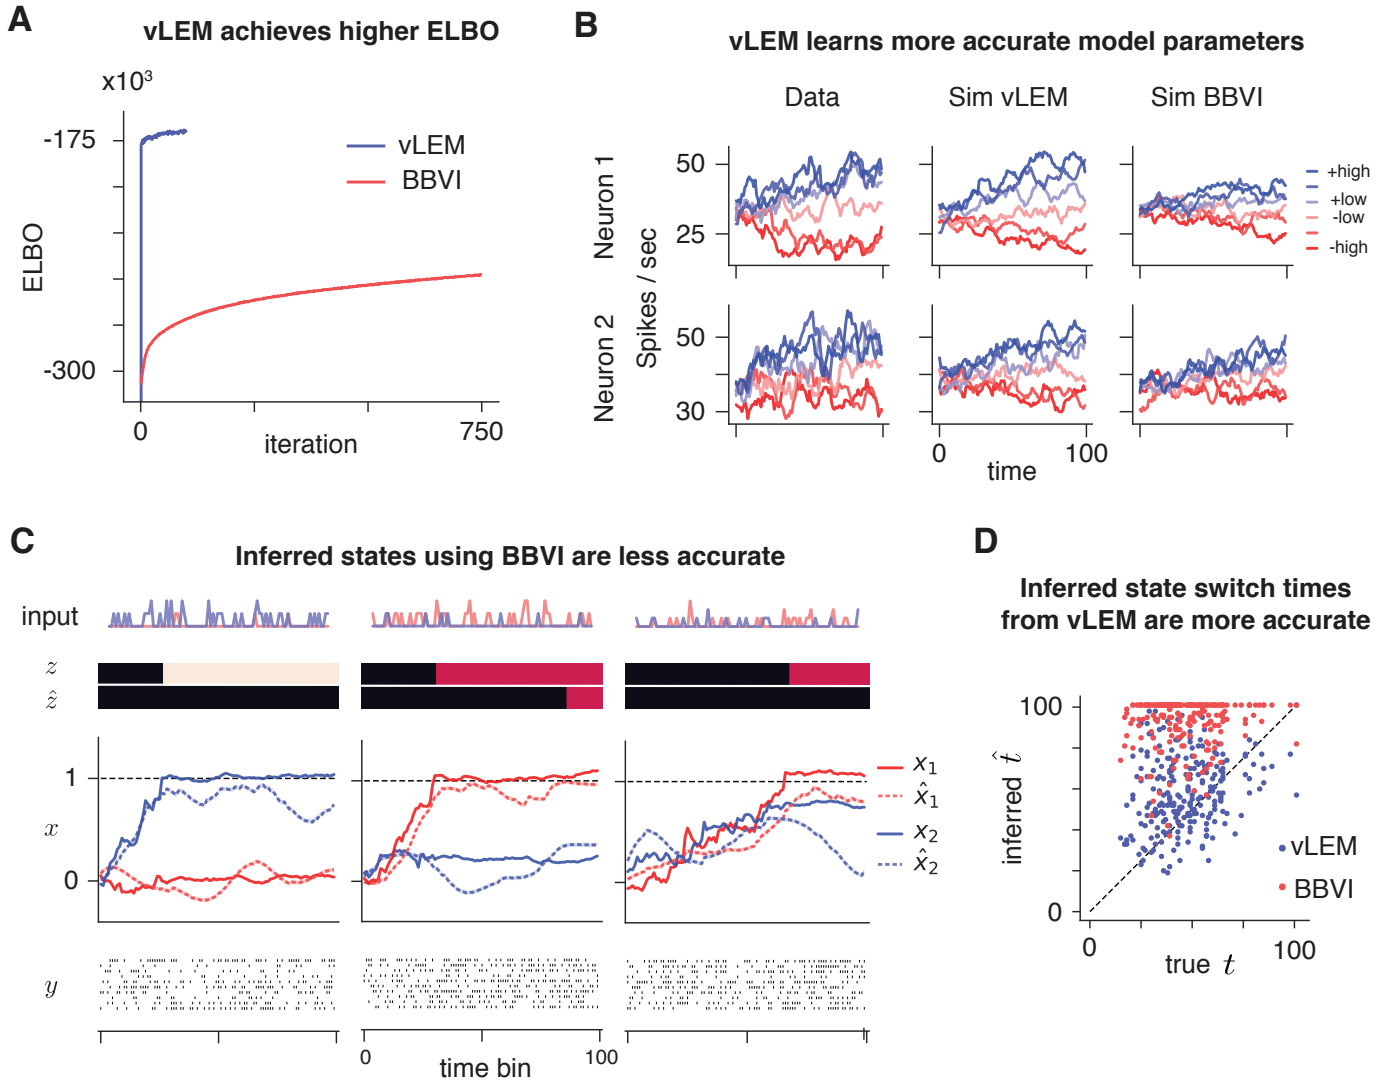 A
vLEM achieves higher ELBO
x10³
-175
-300
ELBO
vLEM
BBVI
0
iteration
750
B
vLEM learns more accurate model parameters
Data
Sim vLEM
Sim BBVI
Neuron 1
Neuron 2
Spikes / sec
50
25
50
30
+high
+low
-low
-high
0
100
time
C
Inferred states using BBVI are less accurate
input
z
ẑ
1
x
0
x₁
x̂₁
x₂
x̂₂
y
0
time bin
100
D
Inferred state switch times
from vLEM are more accurate
100
inferred t̂
0
vLEM
BBVI
0
100
true t